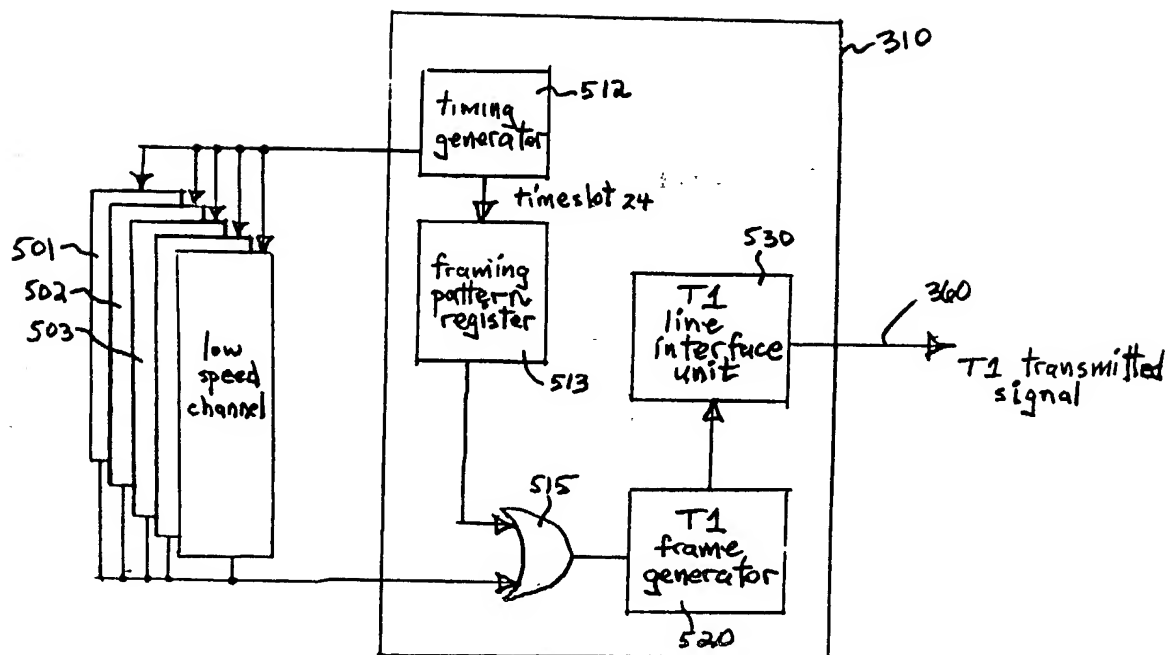 310
512
timing
generator
timeslot 24
501
502
503
low
speed
channel
framing
pattern
register
513
530
T1
line
interface
unit
360
T1 transmitted
signal
515
T1
frame
generator
520